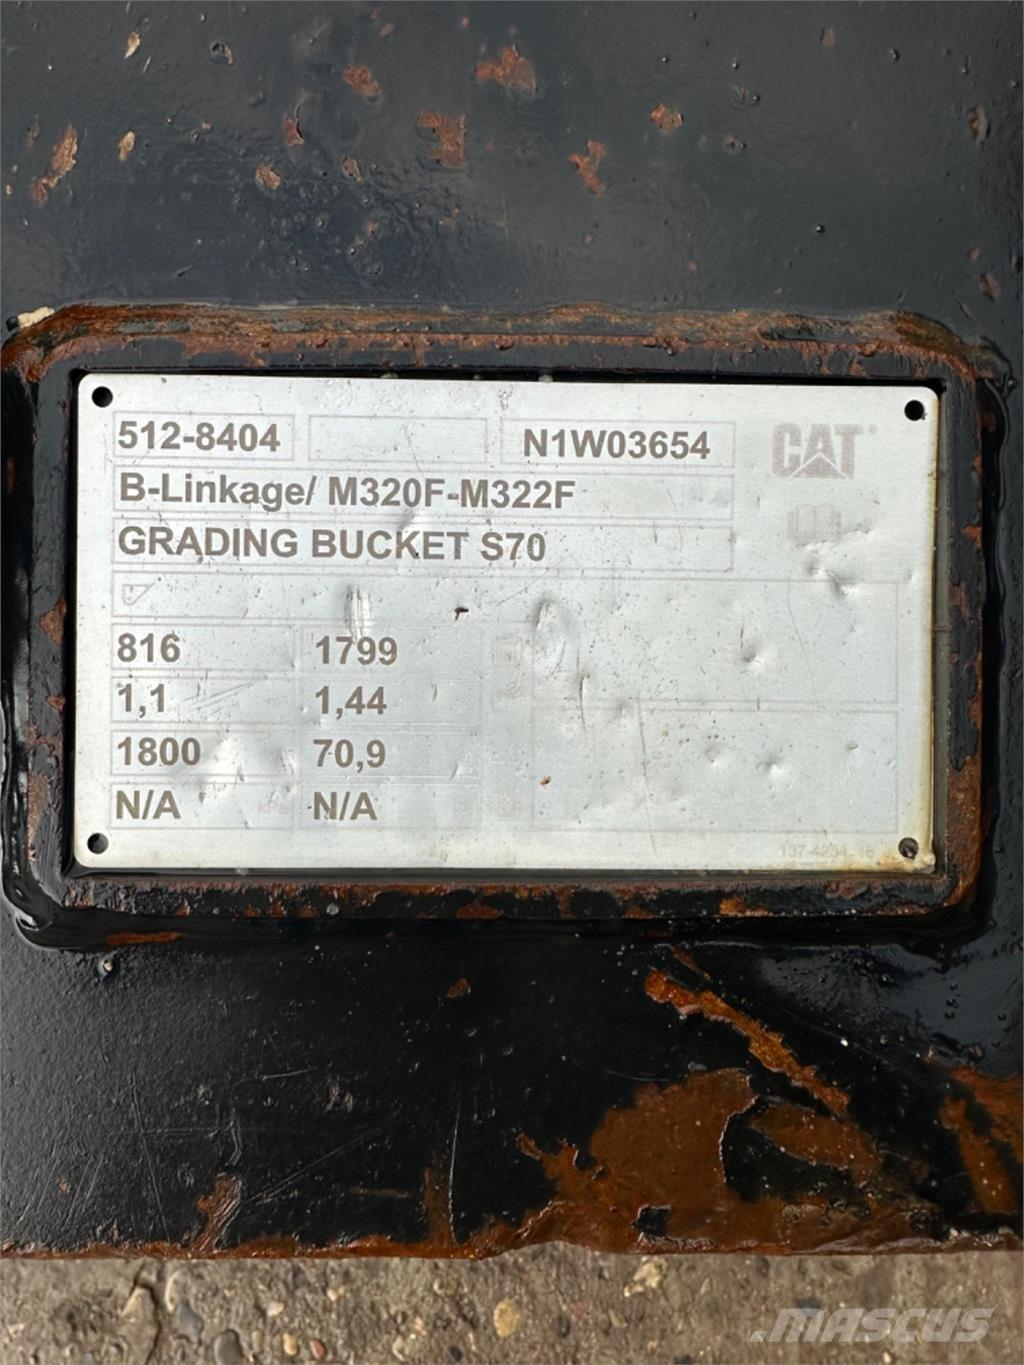 512-8404 N1W03654 CAT
B-Linkage/ M320F-M322F
GRADING BUCKET S70
816 1799
1,1 1,44
1800 70,9
N/A N/A
MASCUS